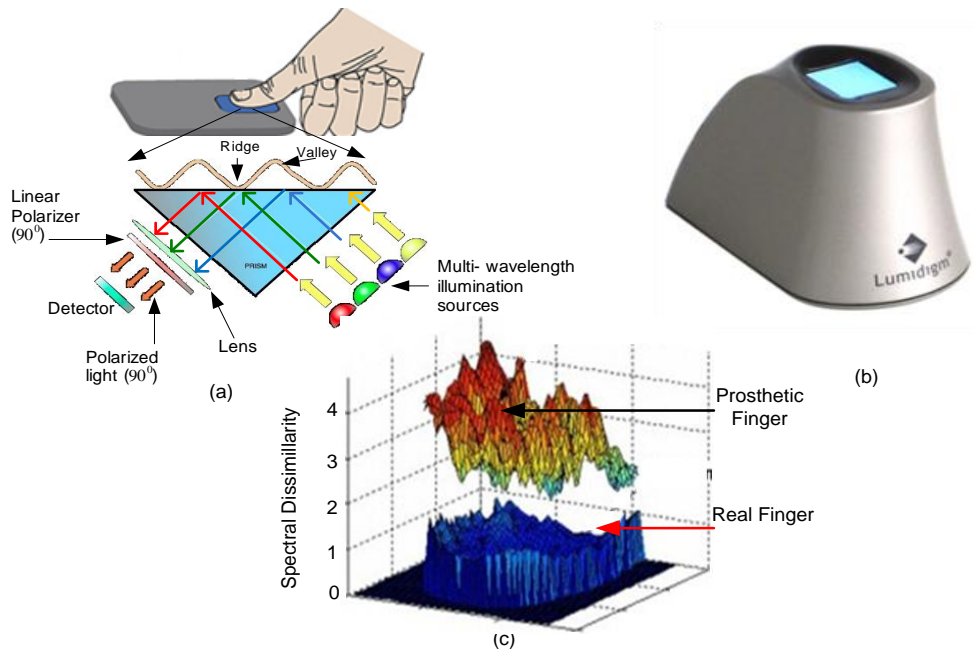 Ridge
Valley
Linear
Polarizer
(90⁰)
PRISM
Multi- wavelength
illumination
sources
Detector
Lens
Polarized
light (90⁰)
(a)
Lumidigm®
(b)
Spectral Dissimillarity
4
3
2
1
0
Prosthetic
Finger
Real Finger
(c)